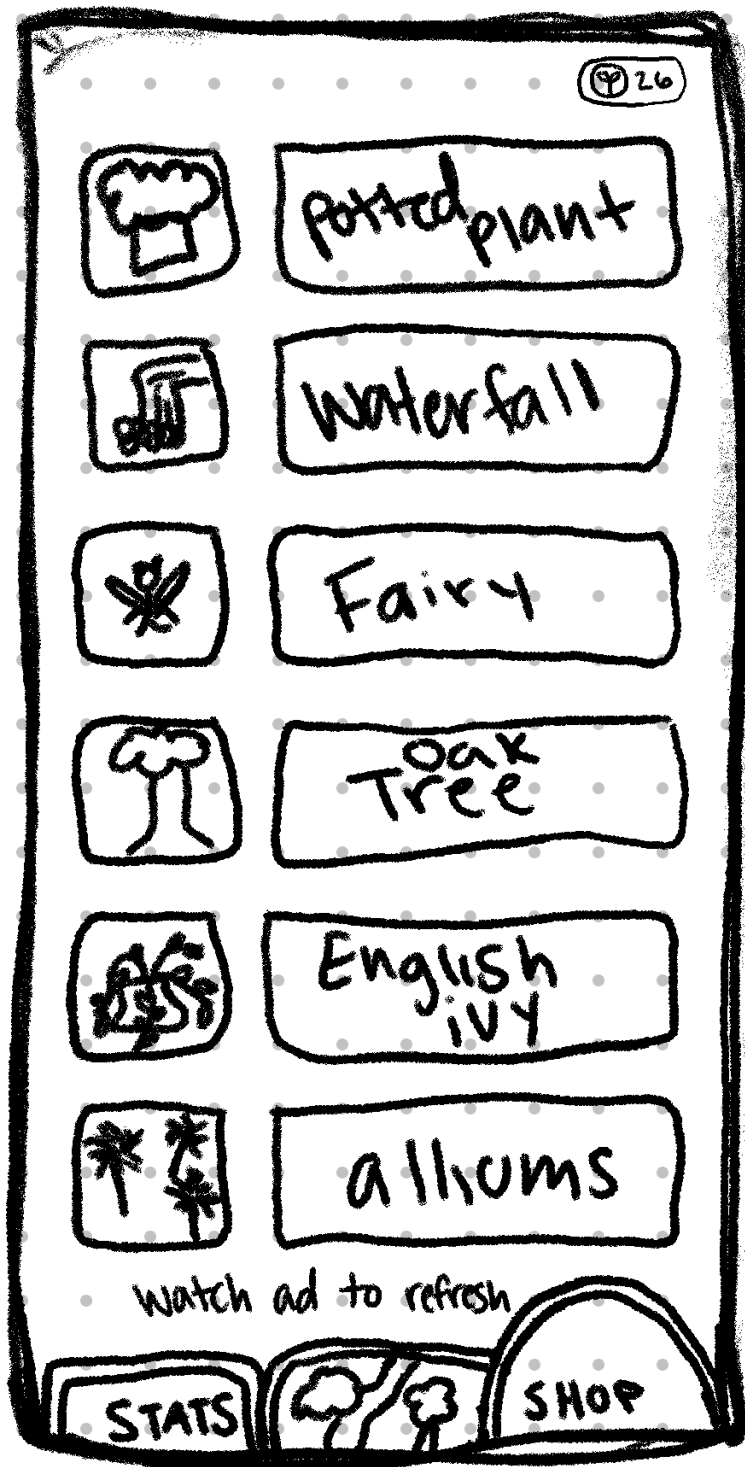 26
Potted
plant
Waterfall
Fairy
Oak
Tree
English
ivy
alliums
watch ad to refresh
STATS
SHOP